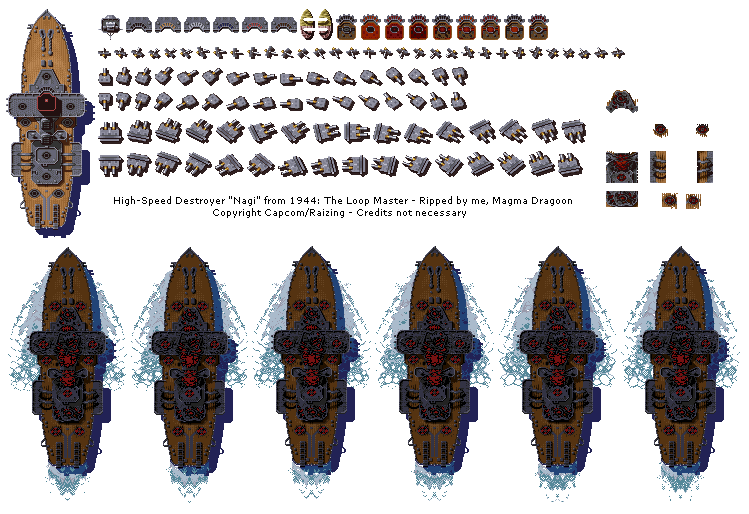 High-Speed Destroyer "Nagi" from 1944: The Loop Master - Ripped by me, Magma Dragoon
Copyright Capcom/Raizing - Credits not necessary